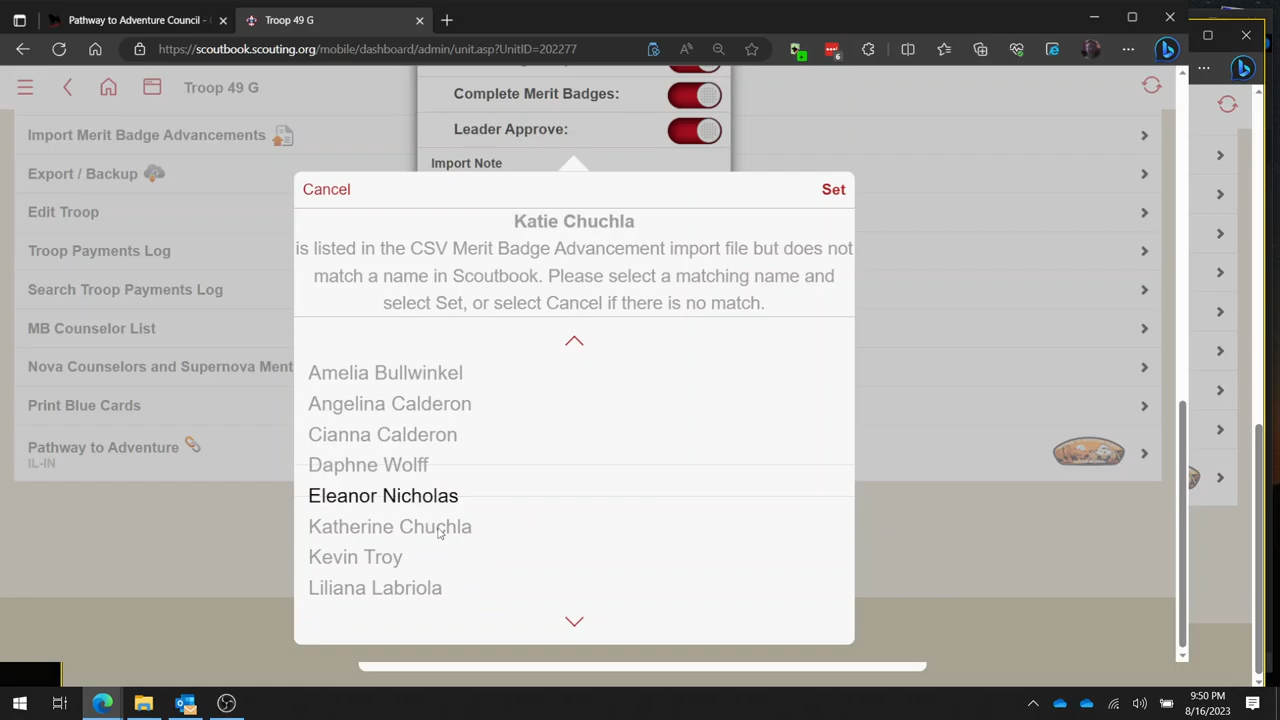 Pathway to Adventure Council -
Troop 49 G
https://scoutbook.scouting.org/mobile/dashboard/admin/unit.asp?UnitID=202277
6
Troop 49 G
Complete Merit Badges:
Import Merit Badge Advancements
Leader Approve:
Import Note
Export / Backup
Cancel
Set
Edit Troop
Katie Chuchla
is listed in the CSV Merit Badge Advancement import file but does not
match a name in Scoutbook. Please select a matching name and
select Set, or select Cancel if there is no match.
Troop Payments Log
Search Troop Payments Log
MB Counselor List
Nova Counselors and Supernova Ment
Print Blue Cards
Pathway to Adventure
IL-IN
Amelia Bullwinkel
Angelina Calderon
Cianna Calderon
Daphne Wolff
Eleanor Nicholas
Katherine Chuchla
Kevin Troy
Liliana Labriola
9:50 PM
8/16/2023